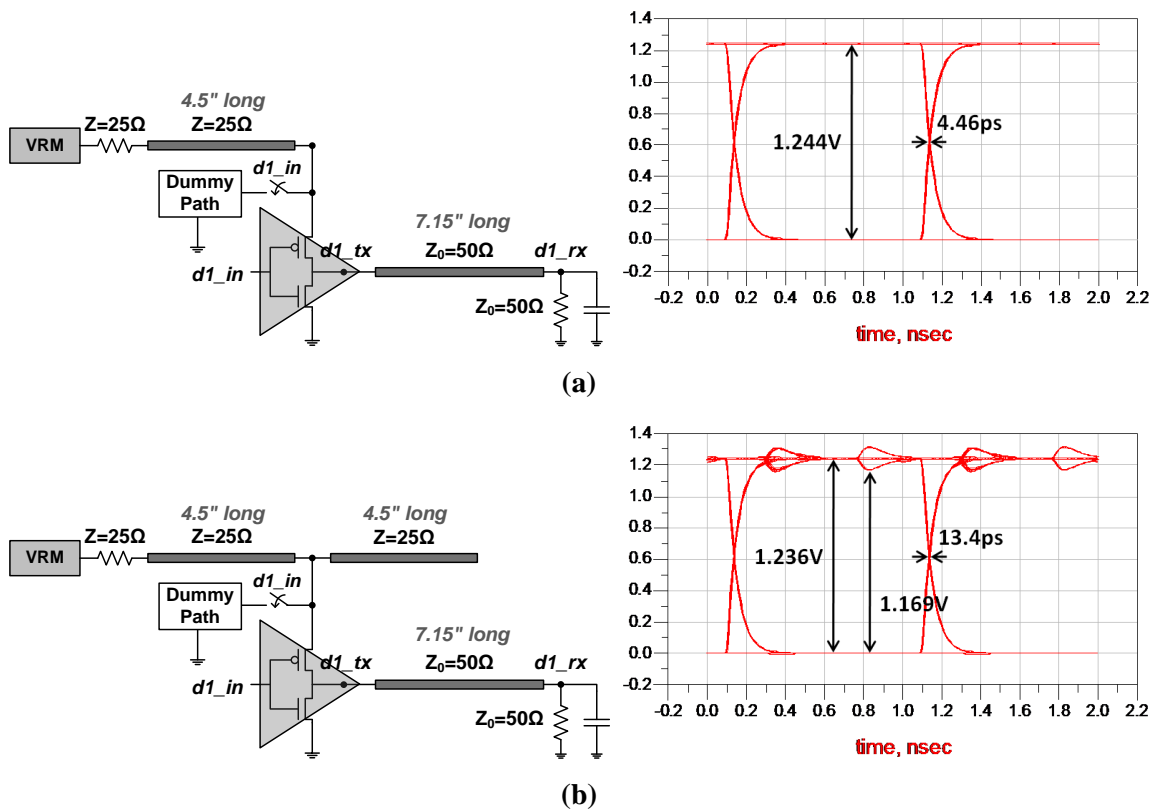 4.5" long
Z=25Ω
Z=25Ω
VRM
d1_in
Dummy
Path
7.15" long
Z₀=50Ω
d1_tx
d1_rx
d1_in
Z₀=50Ω
1.4
1.2
1.0
0.8
0.6
0.4
0.2
0.0
-0.2
1.244V
4.46ps
-0.2 0.0 0.2 0.4 0.6 0.8 1.0 1.2 1.4 1.6 1.8 2.0 2.2
time, nsec
(a)
4.5" long
4.5" long
Z=25Ω
Z=25Ω
Z=25Ω
VRM
d1_in
Dummy
Path
7.15" long
Z₀=50Ω
d1_tx
d1_rx
d1_in
Z₀=50Ω
1.4
1.2
1.0
0.8
0.6
0.4
0.2
0.0
-0.2
1.236V
1.169V
13.4ps
-0.2 0.0 0.2 0.4 0.6 0.8 1.0 1.2 1.4 1.6 1.8 2.0 2.2
time, nsec
(b)